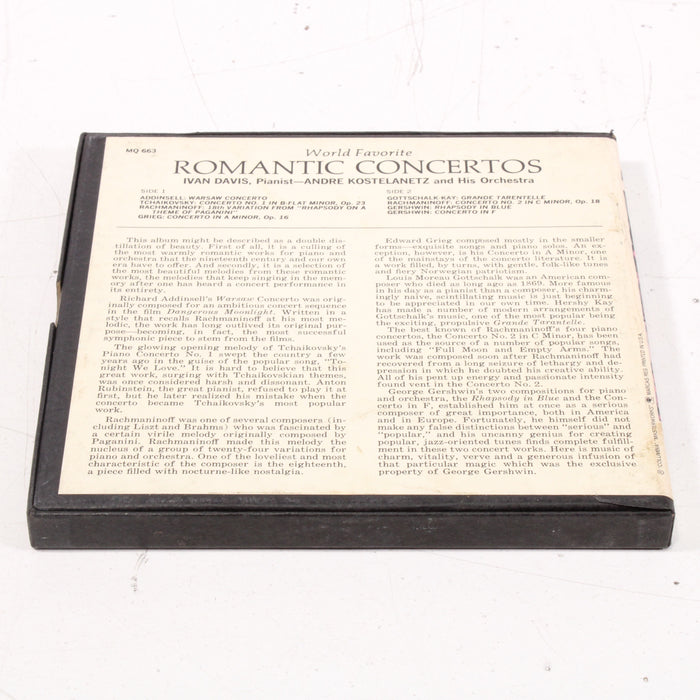 MQ 663
World Favorite
ROMANTIC CONCERTOS
IVAN DAVIS, Pianist—ANDRE KOSTELANETZ and His Orchestra
SIDE 1
ADDINSELL: WARSAW CONCERTO
TCHAIKOVSKY: CONCERTO NO. 1 IN B-FLAT MINOR, Op. 23
RACHMANINOFF: 18th VARIATION FROM "RHAPSODY ON A
THEME OF PAGANINI"
GRIEG: CONCERTO IN A MINOR, Op. 16
SIDE 2
GOTTSCHALK-KAY: GRANDE TARENTELLE
RACHMANINOFF: CONCERTO NO. 2 IN C MINOR, Op. 18
GERSHWIN: RHAPSODY IN BLUE
GERSHWIN: CONCERTO IN F
This album might be described as a double dis-
tillation of beauty. First of all, it is a culling of
the most warmly romantic works for piano and
orchestra that the nineteenth century and our own
era have to offer. And secondly, it is a selection of
the most beautiful melodies from these romantic
works, the melodies that keep singing in the mem-
ory after one has heard a concert performance in
its entirety.
Richard Addinsell's Warsaw Concerto was orig-
inally composed for an ambitious concert sequence
in the film Dangerous Moonlight. Written in a
style that recalls Rachmaninoff at his most me-
lodic, the work has long outlived its original pur-
pose—becoming, in fact, the most successful
symphonic piece to stem from the films.
The glowing opening melody of Tchaikovsky's
Piano Concerto No. 1 swept the country a few
years ago in the guise of the popular song, "To-
night We Love." It is hard to believe that this
great work, surging with Tchaikovskian themes,
was once considered harsh and dissonant. Anton
Rubinstein, the great pianist, refused to play it at
first, but he later realized his mistake when the
concerto became Tchaikovsky's most popular
work.
Rachmaninoff was one of several composers (in-
cluding Liszt and Brahms) who was fascinated by
a certain virile melody originally composed by
Paganini. Rachmaninoff made this melody the
nucleus of a group of twenty-four variations for
piano and orchestra. One of the loveliest and most
characteristic of the composer is the eighteenth,
a piece filled with nocturne-like nostalgia.
Edward Grieg composed mostly in the smaller
forms—exquisite songs and piano solos. An ex-
ception, however, is his Concerto in A Minor, one
of the mainstays of the concerto literature. It is
a work filled, by turns, with gentle, folk-like tunes
and fiery Norwegian patriotism.
Louis Moreau Gottschalk was an American com-
poser who died as long ago as 1869. More famous
in his day as a pianist than a composer, his charm-
ingly naive, scintillating music is just beginning
to be appreciated in our own times. Hershy Kay
has made a number of modern arrangements of
Gottschalk's music, one of the most popular being
the exciting, propulsive Grande Tarantelle.
The best known of Rachmaninoff's four piano
concertos, the Concerto No. 2 in C Minor, has been
used as the source of a number of popular songs,
including "Full Moon and Empty Arms." The
work was composed soon after Rachmaninoff had
recovered from a long seizure of lethargy and de-
pression in which he doubted his creative ability.
All of his pent up energy and passionate intensity
found vent in the Concerto No. 2.
George Gershwin's two compositions for piano
and orchestra, the Rhapsody in Blue and the Con-
certo in F, established him at once as a serious
composer of great importance, both in America
and in Europe. Fortunately, he himself did not
make any false distinctions between "serious" and
"popular," and his uncanny genius for creating
popular, jazz-oriented tunes finds complete fulfill-
ment in these two concert works. Here is music of
charm, vitality, verve and a generous infusion of
that particular magic which was the exclusive
property of George Gershwin.